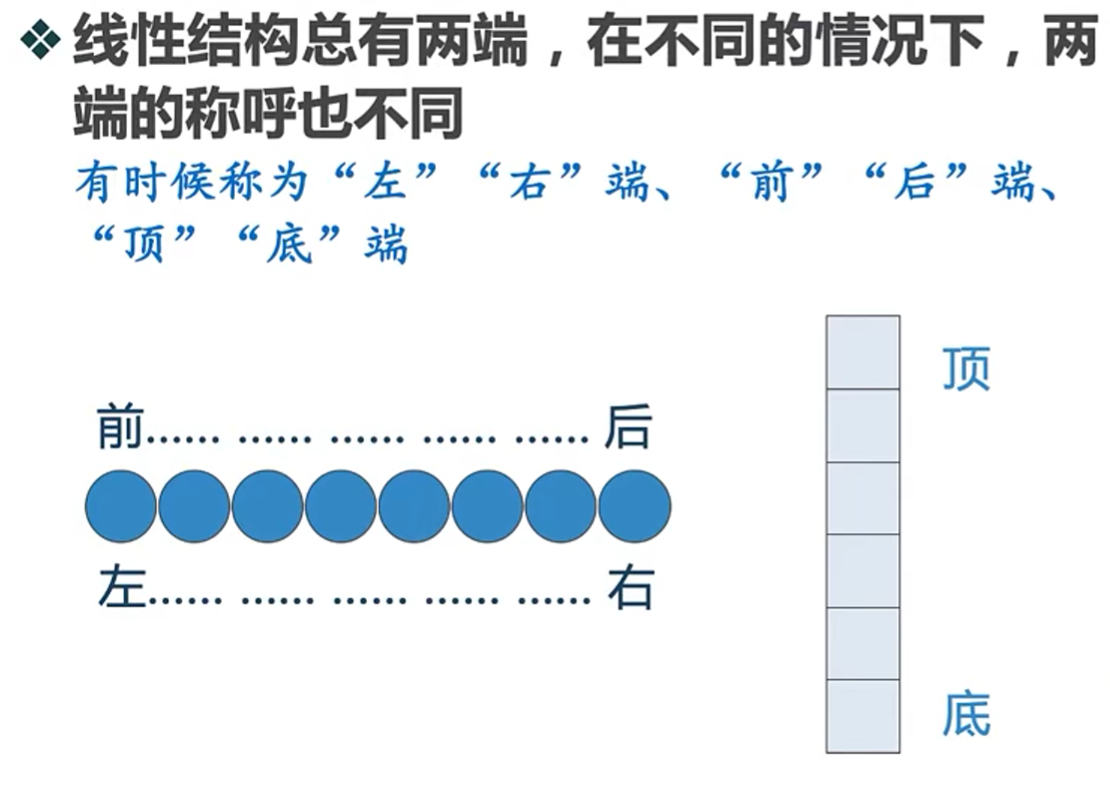 ❖线性结构总有两端，在不同的情况下，两
端的称呼也不同
有时候称为“左”“右”端、“前”“后”端、
“顶”“底”端
前…… …… …… …… …… 后
左…… …… …… …… …… 右
顶
底